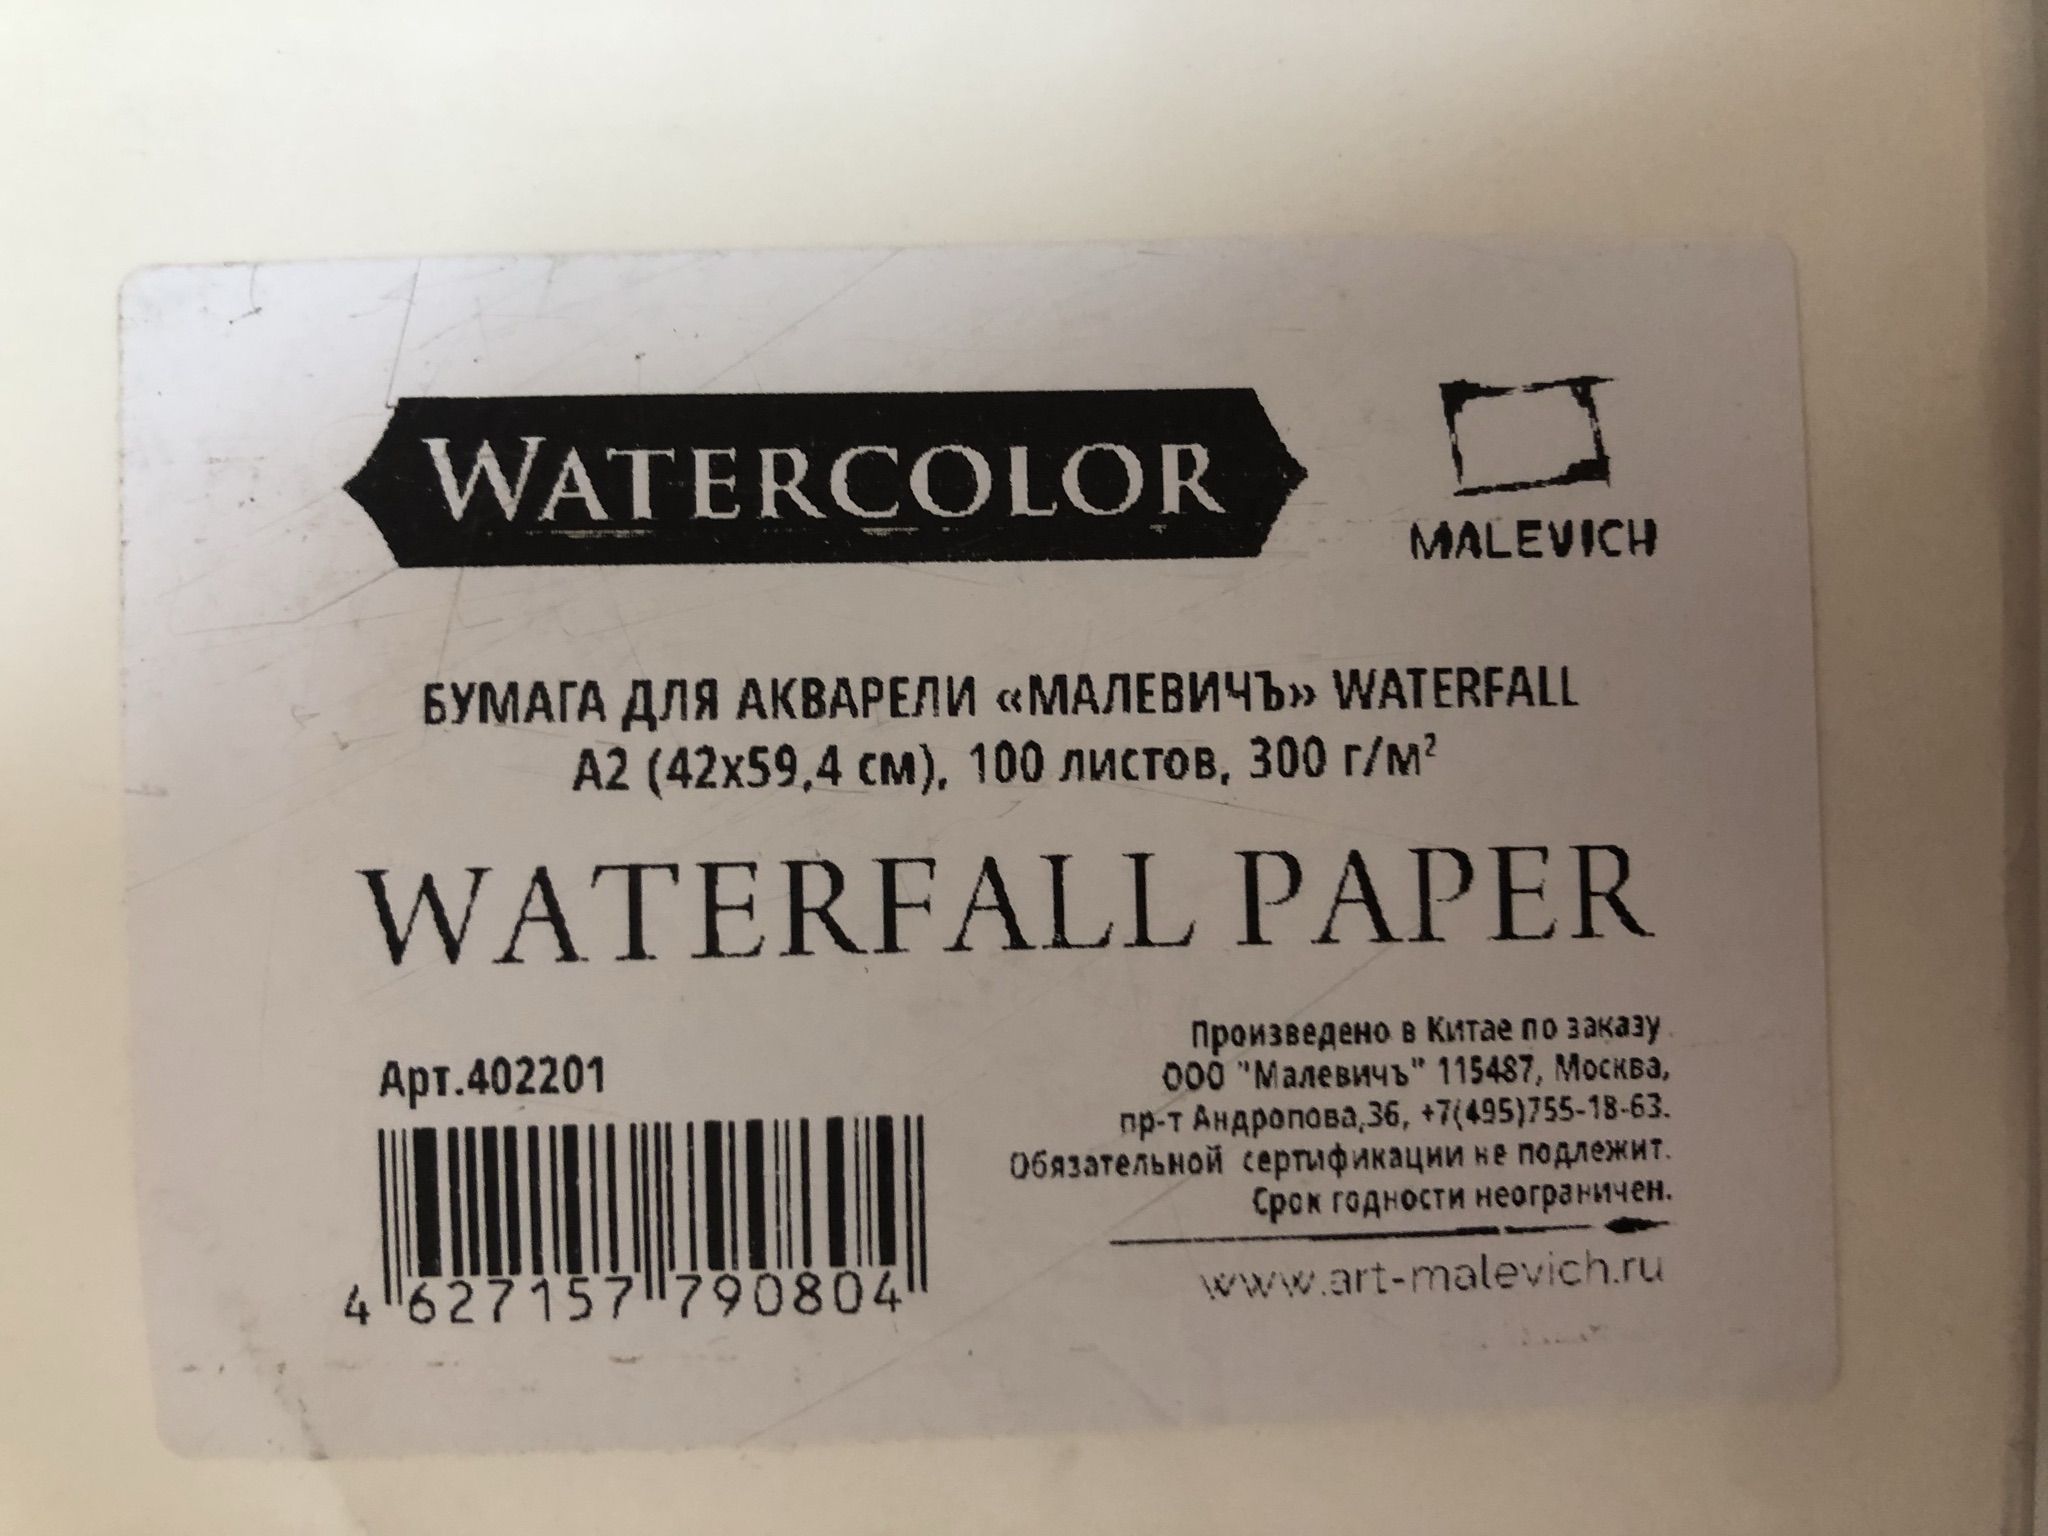 WATERCOLOR
MALEVICH
БУМАГА ДЛЯ АКВАРЕЛИ «МАЛЕВИЧЪ» WATERFALL
А2 (42х59,4 см), 100 листов, 300 г/м²
WATERFALL PAPER
Арт.402201
4 627157 790804
Произведено в Китае по заказу
ООО "Малевичъ" 115487, Москва,
пр-т Андропова,36, +7(495)755-18-63.
Обязательной сертификации не подлежит.
Срок годности неограничен.
www.art-malevich.ru